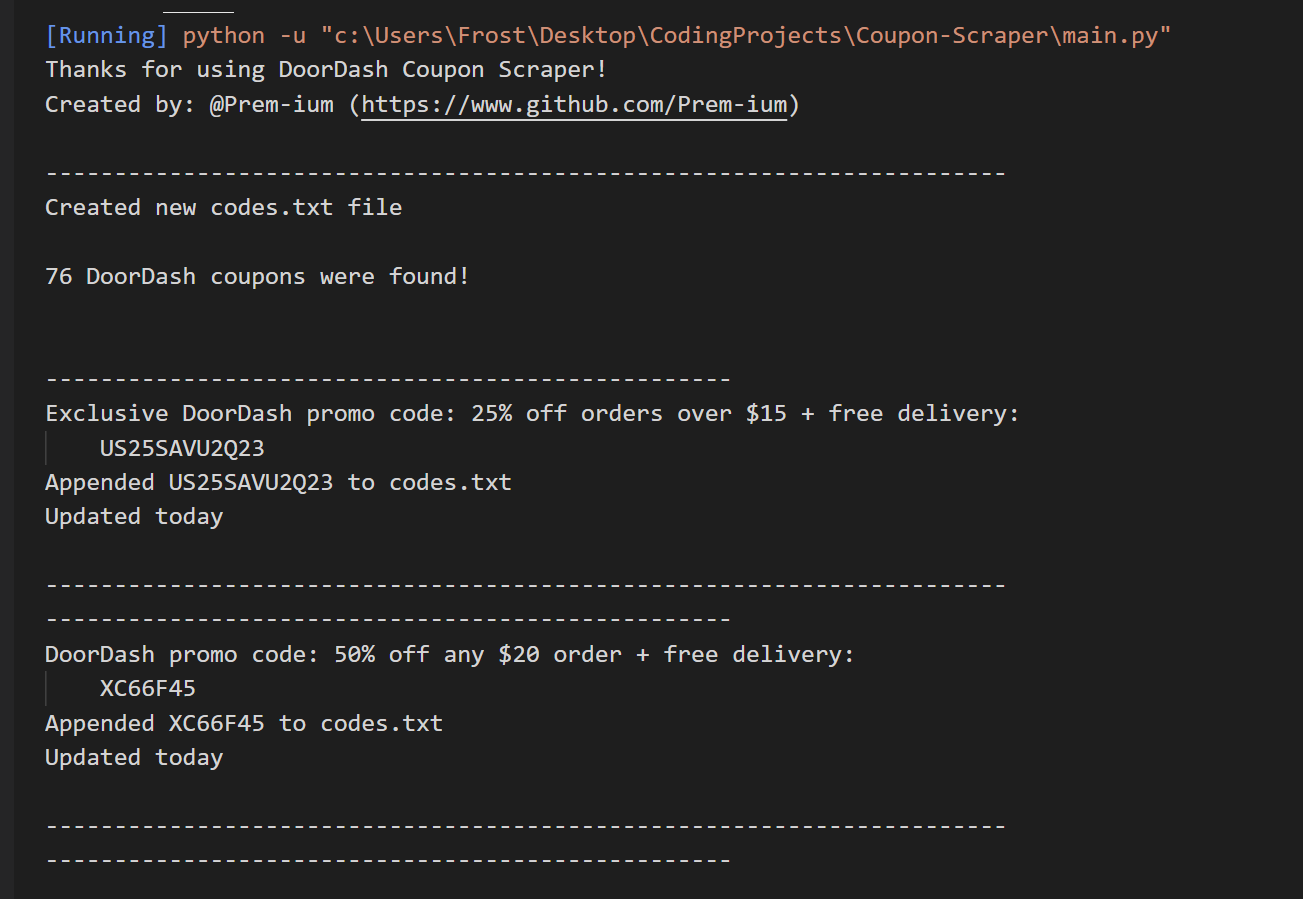 [Running] python -u "c:\Users\Frost\Desktop\CodingProjects\Coupon-Scraper\main.py"
Thanks for using DoorDash Coupon Scraper!
Created by: @Prem-ium (https://www.github.com/Prem-ium)
----------------------------------------------------------------------
Created new codes.txt file
76 DoorDash coupons were found!
--------------------------------------------------
Exclusive DoorDash promo code: 25% off orders over $15 + free delivery:
US25SAVU2Q23
Appended US25SAVU2Q23 to codes.txt
Updated today
----------------------------------------------------------------------
--------------------------------------------------
DoorDash promo code: 50% off any $20 order + free delivery:
XC66F45
Appended XC66F45 to codes.txt
Updated today
----------------------------------------------------------------------
--------------------------------------------------